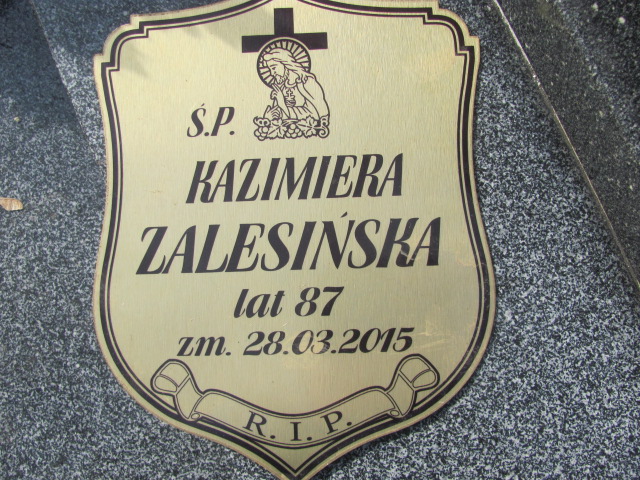 Ś.P.
KAZIMIERA
ZALESIŃSKA
lat 87
zm. 28.03.2015
R. I. P.